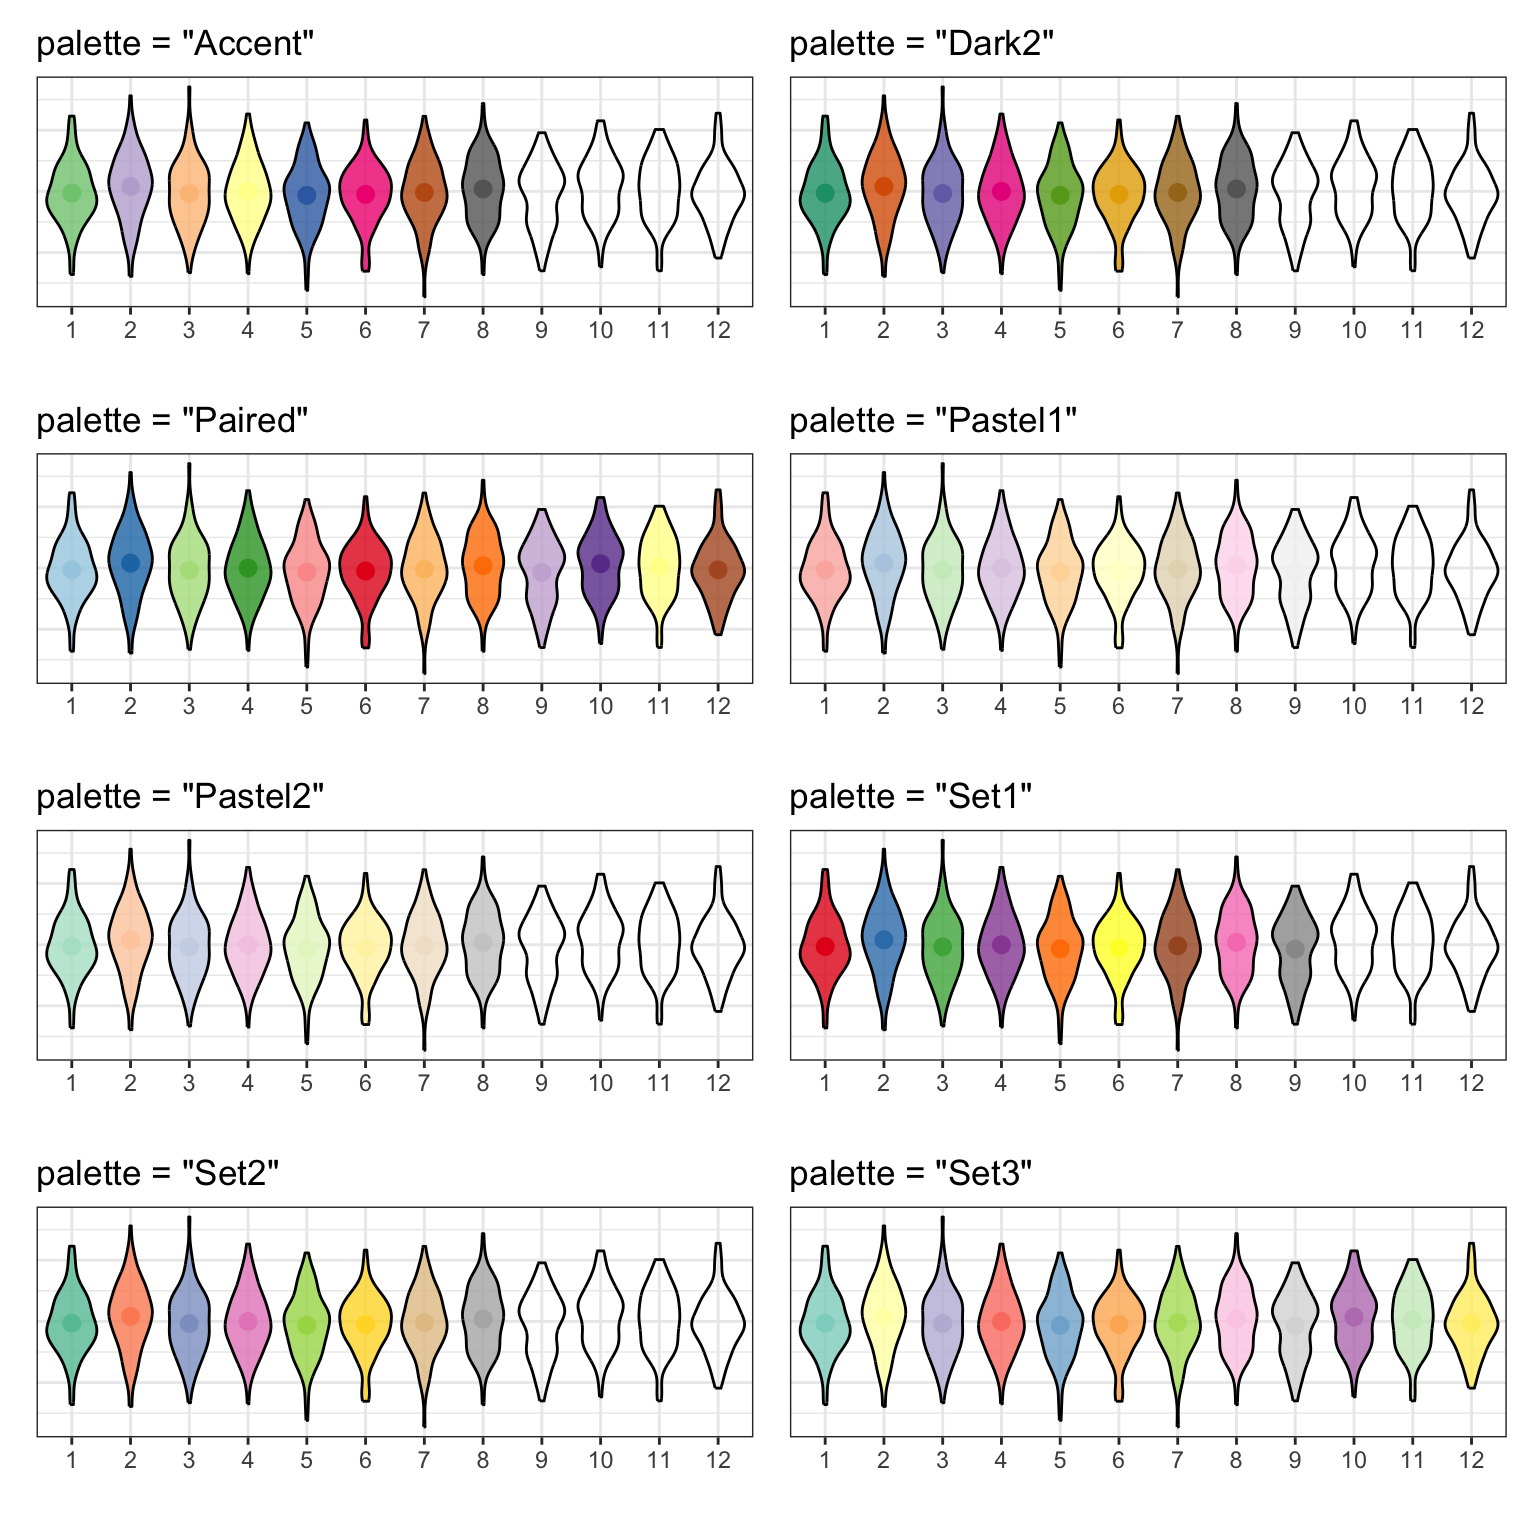 palette = "Accent"
1 2 3 4 5 6 7 8 9 10 11 12
palette = "Dark2"
1 2 3 4 5 6 7 8 9 10 11 12
palette = "Paired"
1 2 3 4 5 6 7 8 9 10 11 12
palette = "Pastel1"
1 2 3 4 5 6 7 8 9 10 11 12
palette = "Pastel2"
1 2 3 4 5 6 7 8 9 10 11 12
palette = "Set1"
1 2 3 4 5 6 7 8 9 10 11 12
palette = "Set2"
1 2 3 4 5 6 7 8 9 10 11 12
palette = "Set3"
1 2 3 4 5 6 7 8 9 10 11 12